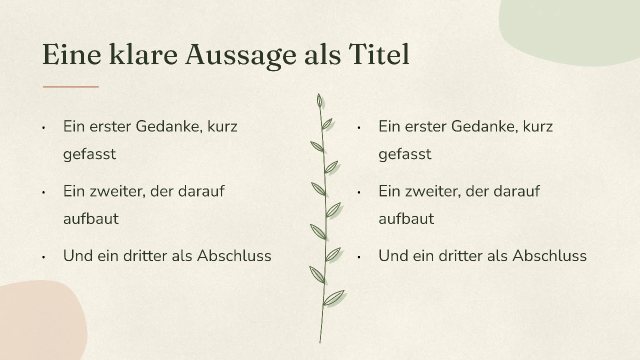 Eine klare Aussage als Titel
· Ein erster Gedanke, kurz
gefasst
· Ein zweiter, der darauf
aufbaut
· Und ein dritter als Abschluss
· Ein erster Gedanke, kurz
gefasst
· Ein zweiter, der darauf
aufbaut
· Und ein dritter als Abschluss